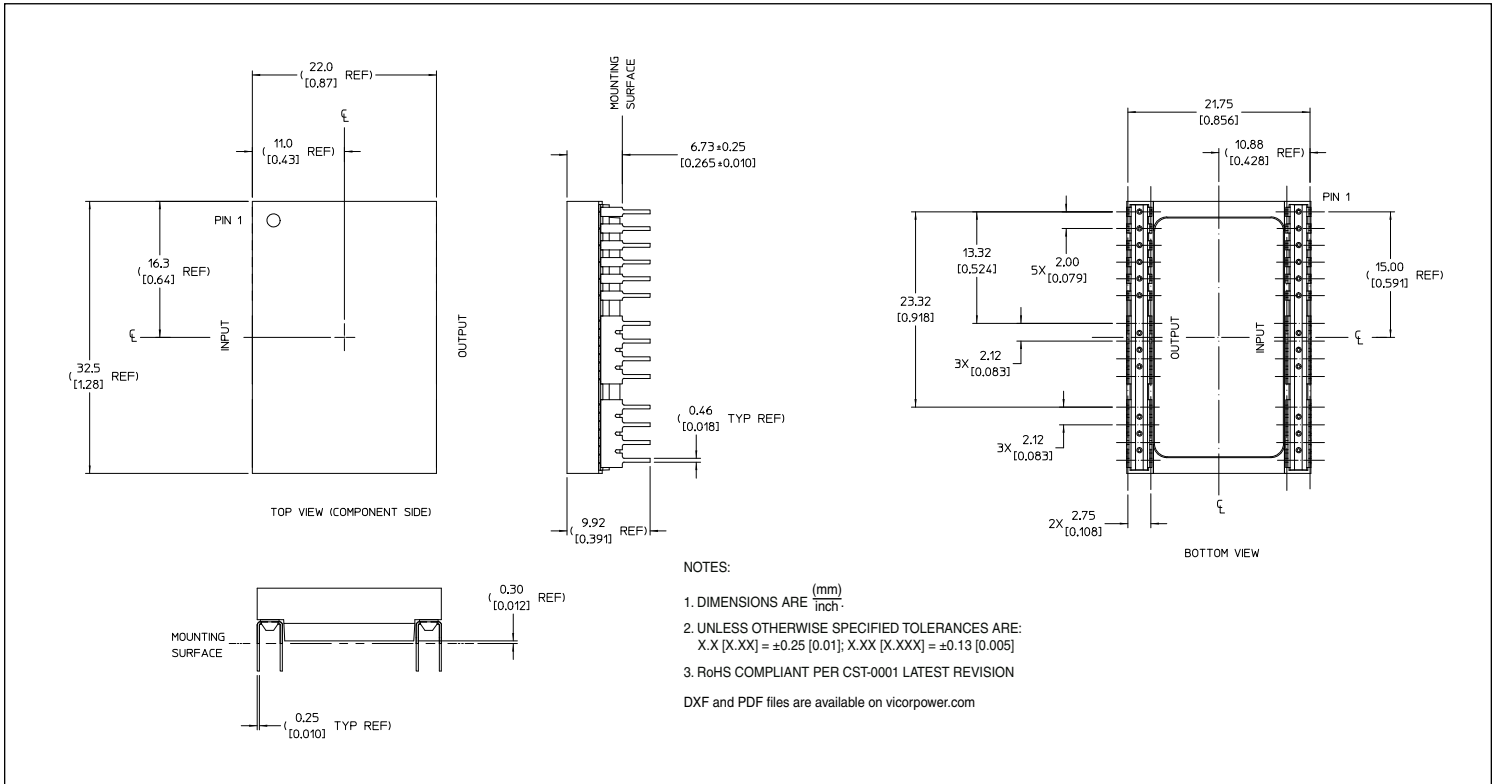 ( 22.0 REF)
[0.87]
℄
( 11.0 REF)
[0.43]
PIN 1
( 16.3 REF)
[0.64]
℄
INPUT
OUTPUT
( 32.5 REF)
[1.28]
TOP VIEW (COMPONENT SIDE)
MOUNTING
SURFACE
6.73±0.25
[0.265±0.010]
( 0.46 TYP REF)
[0.018]
( 9.92 REF)
[0.391]
21.75
[0.856]
( 10.88 REF)
[0.428]
PIN 1
13.32
[0.524]
5X 2.00
[0.079]
15.00
( REF)
[0.591]
23.32
[0.918]
OUTPUT
INPUT
℄
3X 2.12
[0.083]
3X 2.12
[0.083]
2X 2.75
[0.108]
℄
BOTTOM VIEW
( 0.30 REF)
[0.012]
MOUNTING
SURFACE
( 0.25 TYP REF)
[0.010]
NOTES:
1. DIMENSIONS ARE (mm)
inch.
2. UNLESS OTHERWISE SPECIFIED TOLERANCES ARE:
X.X [X.XX] = ±0.25 [0.01]; X.XX [X.XXX] = ±0.13 [0.005]
3. RoHS COMPLIANT PER CST-0001 LATEST REVISION
DXF and PDF files are available on vicorpower.com